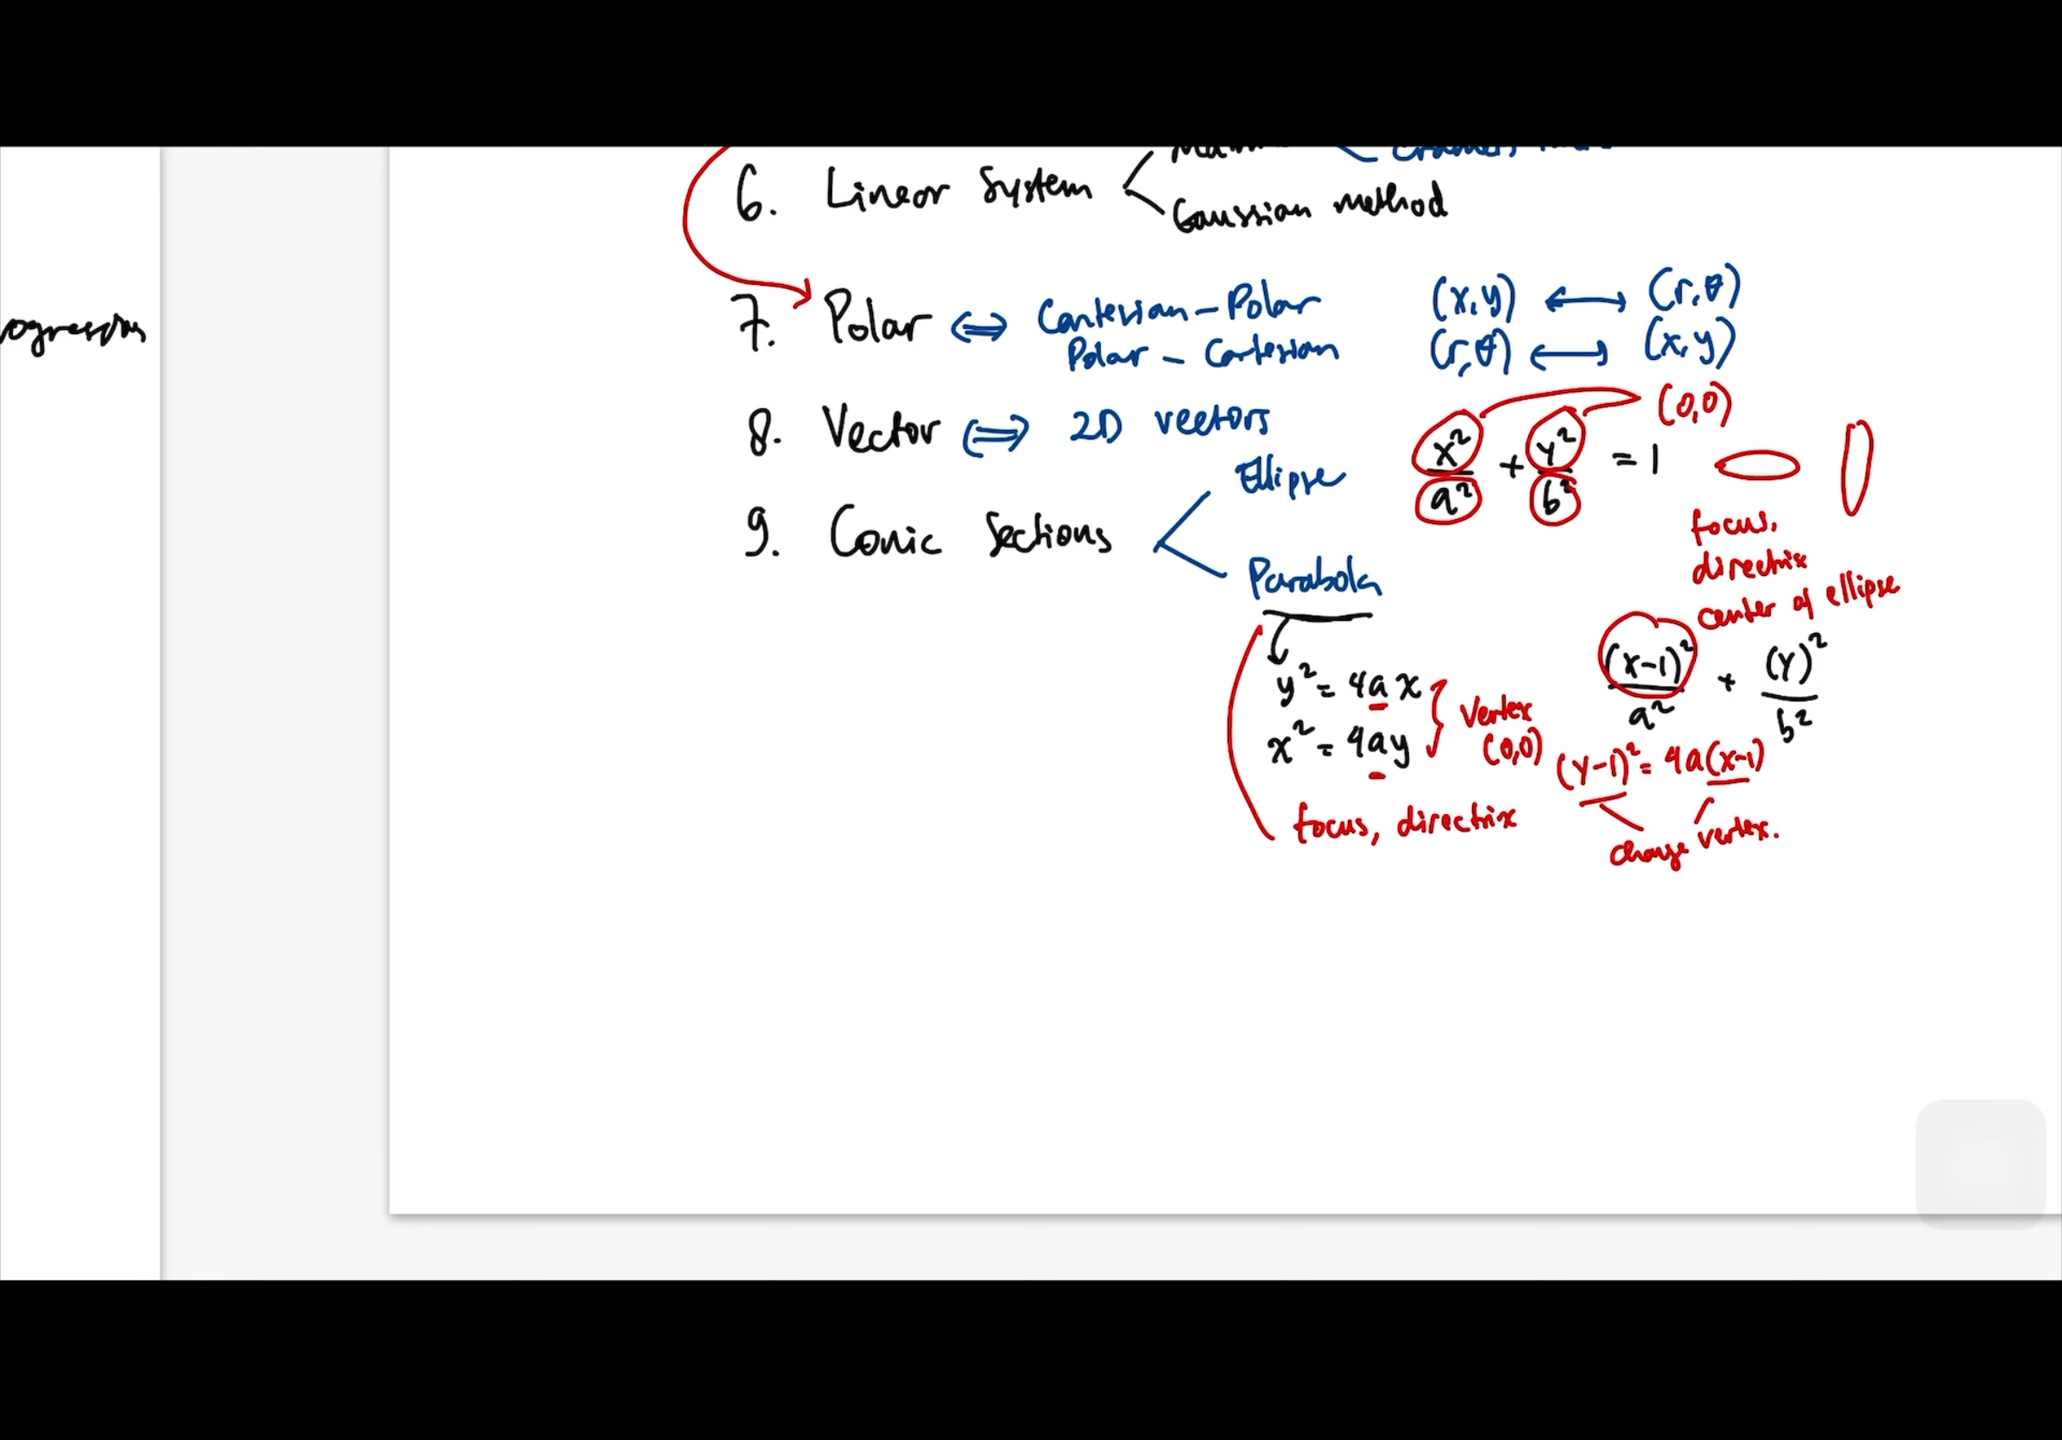 6. Linear System
Gaussian method
7. Polar ⟺ Cartesian - Polar (x,y) ⟷ (r,θ)
Polar - Cartesian (r,θ) ⟷ (x,y)
(0,0)
8. Vector ⟺ 2D vectors
x²/a² + y²/b² = 1
Ellipse
9. Conic Sections
Parabola
focus,
directrix
center of ellipse
y² = 4ax
x² = 4ay
Vertex
(0,0)
(x-1)²/a² + (y)²/b²
(y-1)² = 4a(x-1)
focus, directrix
change vertex.